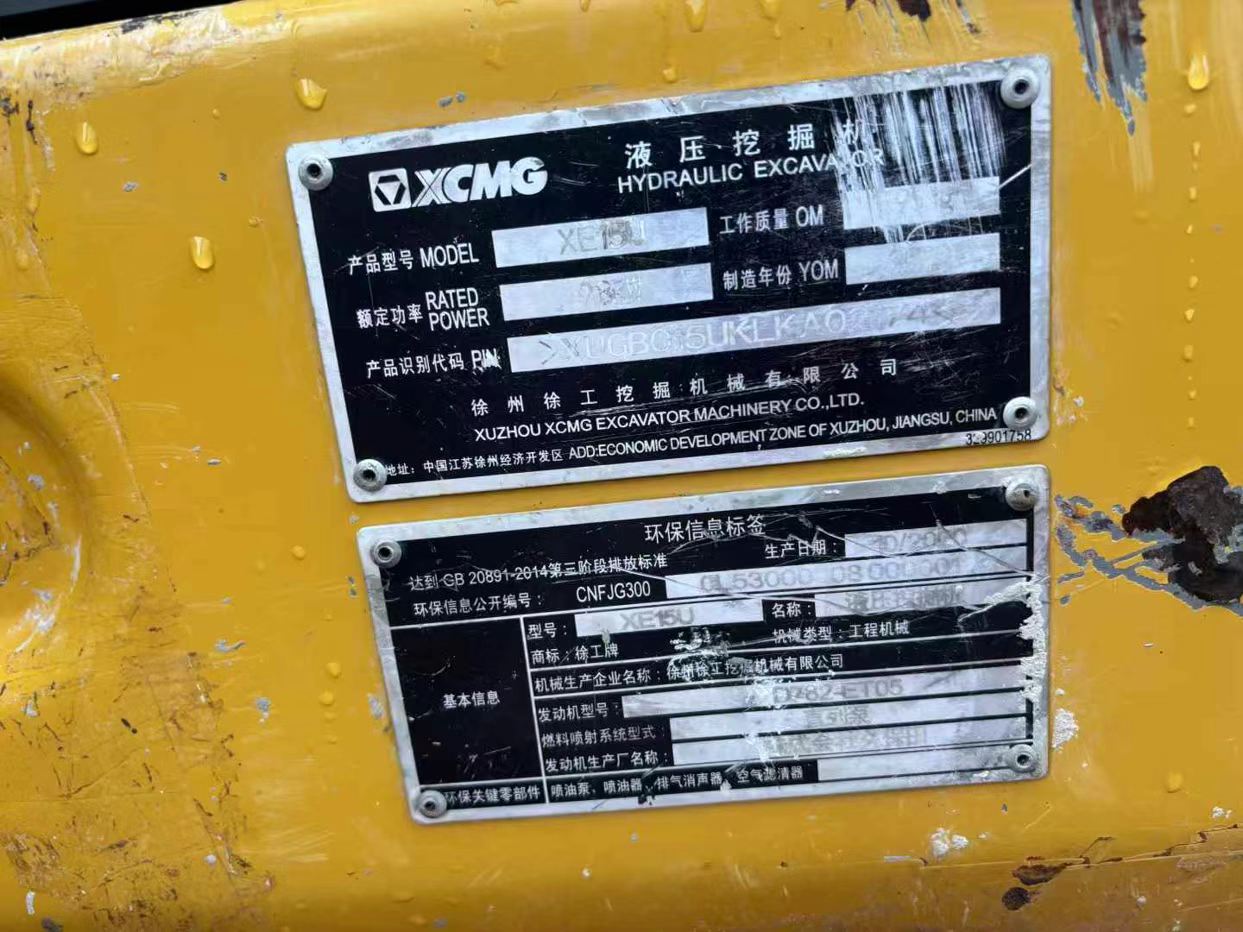 XCMG
液压挖掘机
HYDRAULIC EXCAVATOR
产品型号 MODEL XE15U 工作质量 OM
额定功率 RATED POWER 制造年份 YOM
产品识别代码 PIN
徐州徐工挖掘机械有限公司
XUZHOU XCMG EXCAVATOR MACHINERY CO.,LTD.
地址：中国江苏徐州经济开发区 ADD:ECONOMIC DEVELOPMENT ZONE OF XUZHOU, JIANGSU, CHINA
环保信息标签
达到 GB 20891-2014第三阶段排放标准 生产日期：
环保信息公开编号： CNFJG300
型号： XE15U 名称：
商标：徐工牌 机械类型：工程机械
基本信息
机械生产企业名称：徐州徐工挖掘机械有限公司
发动机型号： D782-ET05
燃料喷射系统型式：直列泵
发动机生产厂名称：
环保关键零部件 喷油泵、喷油器、排气消声器、空气滤清器